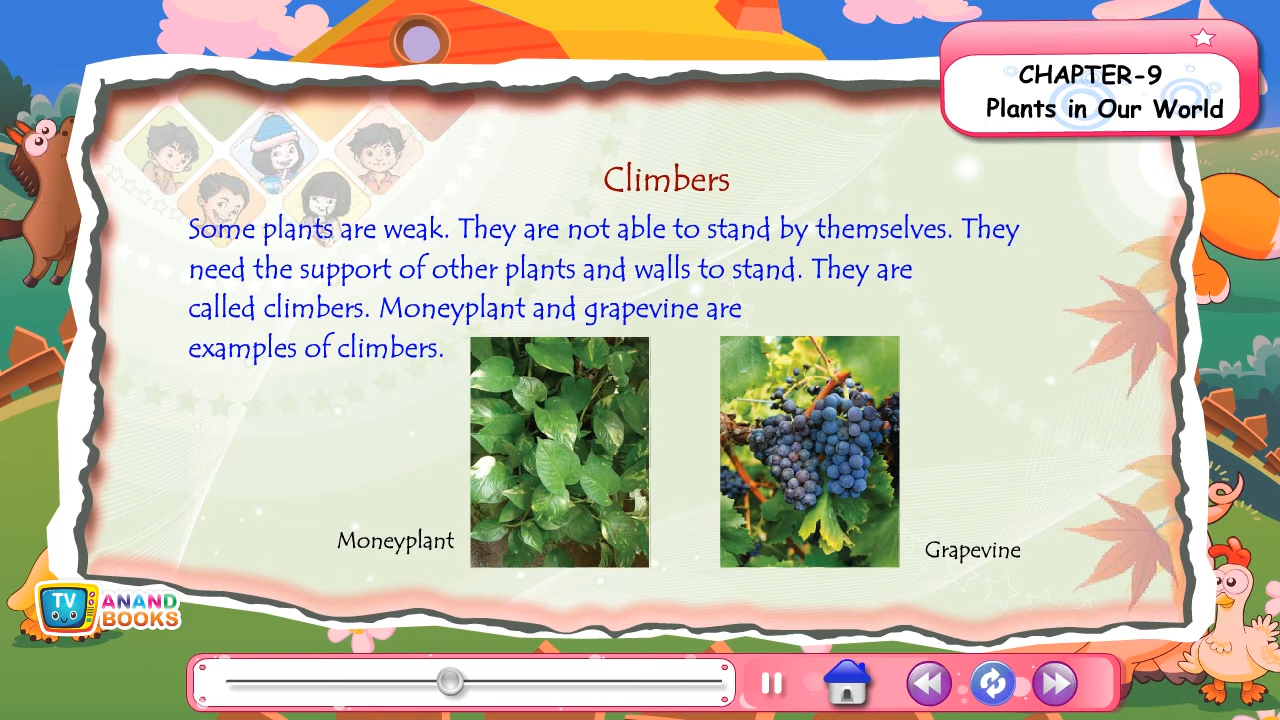 CHAPTER-9
Plants in Our World
Climbers
Some plants are weak. They are not able to stand by themselves. They
need the support of other plants and walls to stand. They are
called climbers. Moneyplant and grapevine are
examples of climbers.
Moneyplant
Grapevine
TV
ANAND
BOOKS